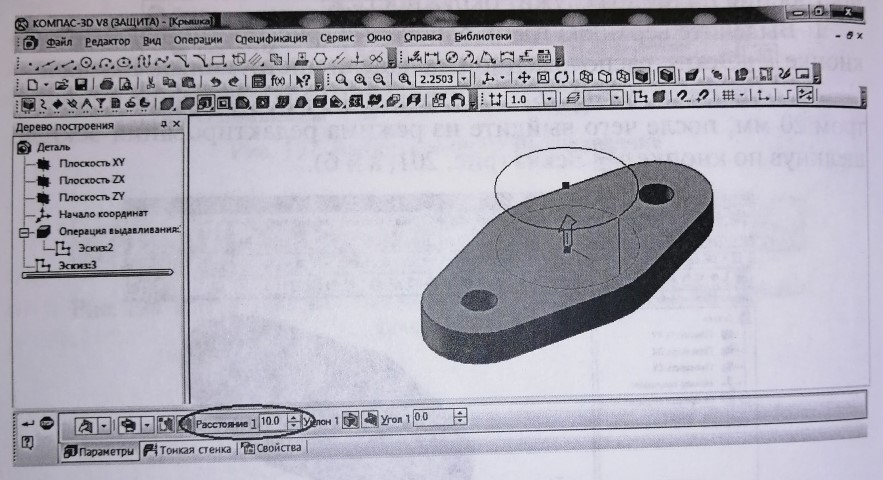 КОМПАС-3D V8 (ЗАЩИТА) - [Крышка]
Файл Редактор Вид Операции Спецификация Сервис Окно Справка Библиотеки
2.2503
1.0
Дерево построения
Деталь
Плоскость XY
Плоскость ZX
Плоскость ZY
Начало координат
Операция выдавливания:
Эскиз:2
Эскиз:3
Расстояние 1 10.0 Уклон 1 Угол 1 0.0
Параметры Тонкая стенка Свойства